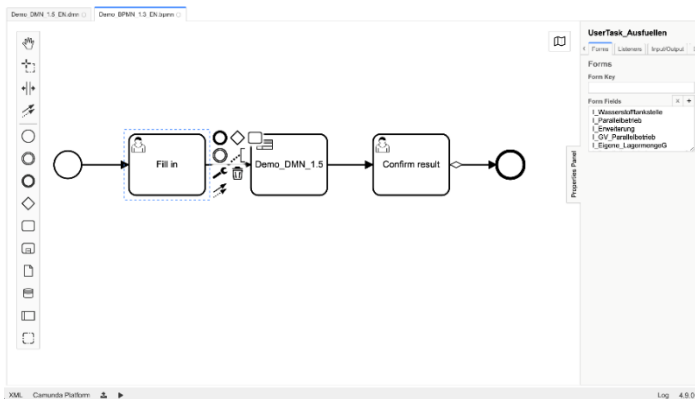 Demo_DMN_1.5_EN.dmn
Demo_BPMN_1.3_EN.bpmn
Fill in
Demo_DMN_1.5
Confirm result
Properties Panel
UserTask_Ausfuellen
Forms Listeners Input/Output
Forms
Form Key
Form Fields × +
I_Wasserstofftankstelle
I_Parallelbetrieb
I_Erweiterung
I_GV_Parallelbetrieb
I_Eigene_LagermengeG
XML Camunda Platform
Log 4.9.0